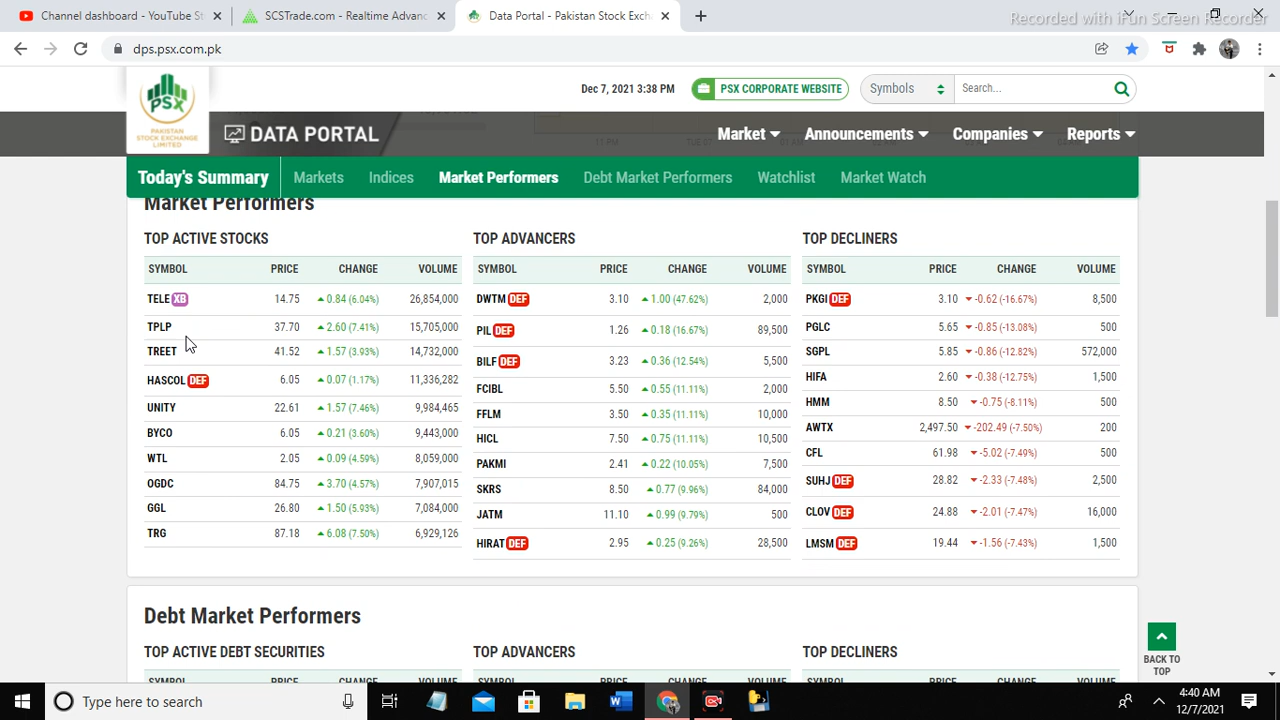 Channel dashboard - YouTube St
SCSTrade.com - Realtime Advanc
Data Portal - Pakistan Stock Exch
Recorded with iFun Screen Recorder
dps.psx.com.pk
PSX
PAKISTAN
STOCK EXCHANGE
LIMITED
Dec 7, 2021 3:38 PM
PSX CORPORATE WEBSITE
Symbols
Search...
DATA PORTAL
Market
Announcements
Companies
Reports
Today's Summary
Markets
Indices
Market Performers
Debt Market Performers
Watchlist
Market Watch
Market Performers
TOP ACTIVE STOCKS
SYMBOL PRICE CHANGE VOLUME
TELE XB 14.75 0.84 (6.04%) 26,854,000
TPLP 37.70 2.60 (7.41%) 15,705,000
TREET 41.52 1.57 (3.93%) 14,732,000
HASCOL DEF 6.05 0.07 (1.17%) 11,336,282
UNITY 22.61 1.57 (7.46%) 9,984,465
BYCO 6.05 0.21 (3.60%) 9,443,000
WTL 2.05 0.09 (4.59%) 8,059,000
OGDC 84.75 3.70 (4.57%) 7,907,015
GGL 26.80 1.50 (5.93%) 7,084,000
TRG 87.18 6.08 (7.50%) 6,929,126
TOP ADVANCERS
SYMBOL PRICE CHANGE VOLUME
DWTM DEF 3.10 1.00 (47.62%) 2,000
PIL DEF 1.26 0.18 (16.67%) 89,500
BILF DEF 3.23 0.36 (12.54%) 5,500
FCIBL 5.50 0.55 (11.11%) 2,000
FFLM 3.50 0.35 (11.11%) 10,000
HICL 7.50 0.75 (11.11%) 10,500
PAKMI 2.41 0.22 (10.05%) 7,500
SKRS 8.50 0.77 (9.96%) 84,000
JATM 11.10 0.99 (9.79%) 500
HIRAT DEF 2.95 0.25 (9.26%) 28,500
TOP DECLINERS
SYMBOL PRICE CHANGE VOLUME
PKGI DEF 3.10 -0.62 (-16.67%) 8,500
PGLC 5.65 -0.85 (-13.08%) 500
SGPL 5.85 -0.86 (-12.82%) 572,000
HIFA 2.60 -0.38 (-12.75%) 1,500
HMM 8.50 -0.75 (-8.11%) 500
AWTX 2,497.50 -202.49 (-7.50%) 200
CFL 61.98 -5.02 (-7.49%) 500
SUHJ DEF 28.82 -2.33 (-7.48%) 2,500
CLOV DEF 24.88 -2.01 (-7.47%) 16,000
LMSM DEF 19.44 -1.56 (-7.43%) 1,500
Debt Market Performers
TOP ACTIVE DEBT SECURITIES
TOP ADVANCERS
TOP DECLINERS
BACK TO
TOP
Type here to search
4:40 AM
12/7/2021